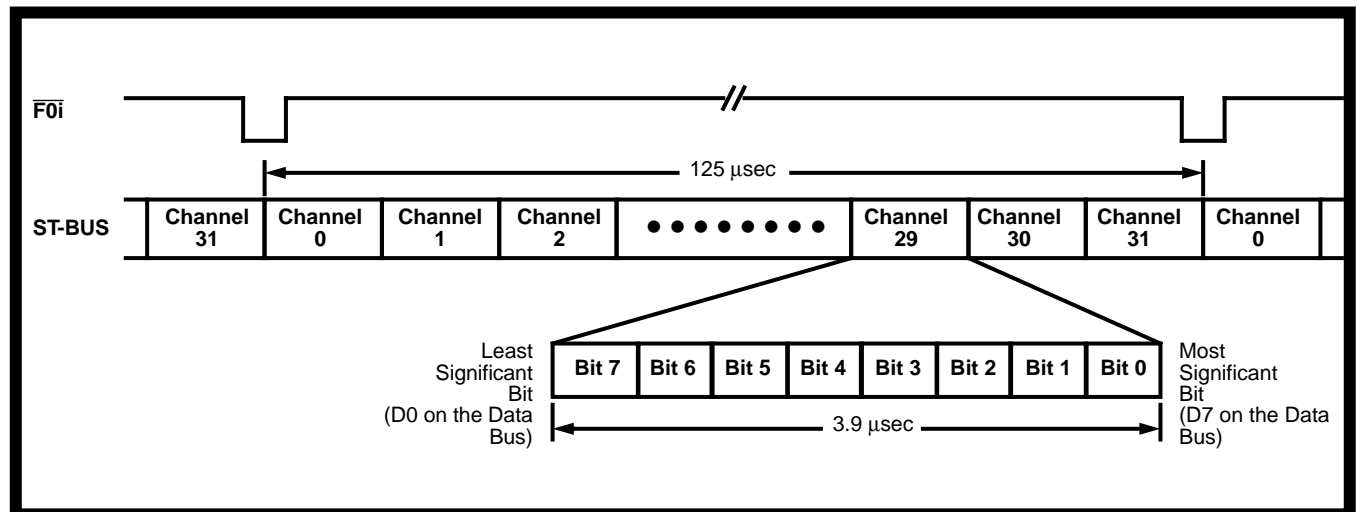 F0i
125 μsec
ST-BUS
Channel 31
Channel 0
Channel 1
Channel 2
Channel 29
Channel 30
Channel 31
Channel 0
Least
Significant
Bit
(D0 on the Data
Bus)
Bit 7
Bit 6
Bit 5
Bit 4
Bit 3
Bit 2
Bit 1
Bit 0
Most
Significant
Bit
(D7 on the Data
Bus)
3.9 μsec